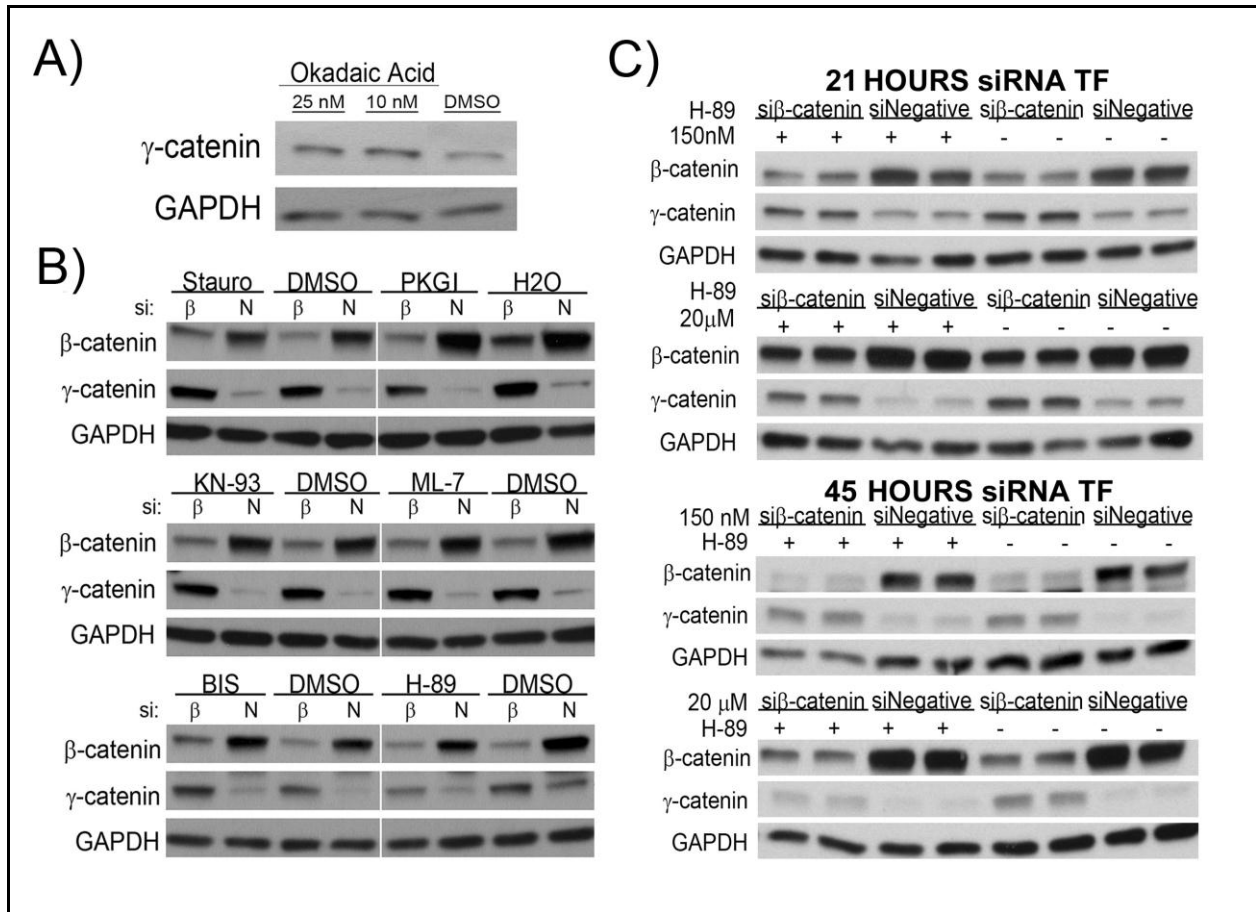 A)
Okadaic Acid
25 nM 10 nM DMSO
γ-catenin
GAPDH
B)
Stauro DMSO PKGI H2O
si: β N β N β N β N
β-catenin
γ-catenin
GAPDH
KN-93 DMSO ML-7 DMSO
si: β N β N β N β N
β-catenin
γ-catenin
GAPDH
BIS DMSO H-89 DMSO
si: β N β N β N β N
β-catenin
γ-catenin
GAPDH
C)
21 HOURS siRNA TF
H-89 siβ-catenin siNegative siβ-catenin siNegative
150nM + + + + - - - -
β-catenin
γ-catenin
GAPDH
H-89 siβ-catenin siNegative siβ-catenin siNegative
20μM + + + + - - - -
β-catenin
γ-catenin
GAPDH
45 HOURS siRNA TF
150 nM siβ-catenin siNegative siβ-catenin siNegative
H-89 + + + + - - - -
β-catenin
γ-catenin
GAPDH
20 μM siβ-catenin siNegative siβ-catenin siNegative
H-89 + + + + - - - -
β-catenin
γ-catenin
GAPDH